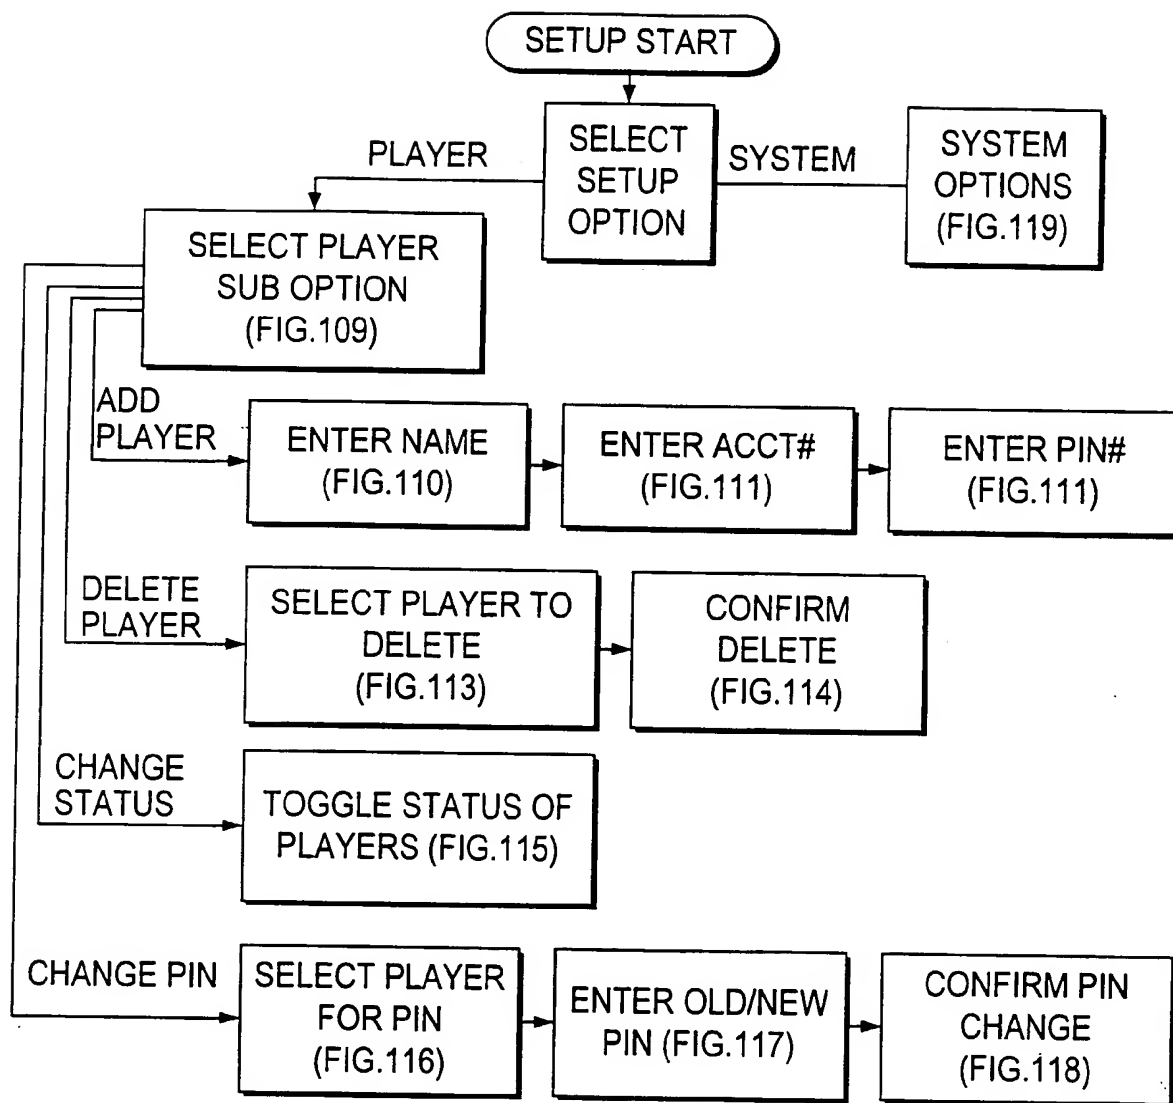 SETUP START
SELECT
SETUP
OPTION
PLAYER
SYSTEM
SYSTEM
OPTIONS
(FIG.119)
SELECT PLAYER
SUB OPTION
(FIG.109)
ADD
PLAYER
ENTER NAME
(FIG.110)
ENTER ACCT#
(FIG.111)
ENTER PIN#
(FIG.111)
DELETE
PLAYER
SELECT PLAYER TO
DELETE
(FIG.113)
CONFIRM
DELETE
(FIG.114)
CHANGE
STATUS
TOGGLE STATUS OF
PLAYERS (FIG.115)
CHANGE PIN
SELECT PLAYER
FOR PIN
(FIG.116)
ENTER OLD/NEW
PIN (FIG.117)
CONFIRM PIN
CHANGE
(FIG.118)